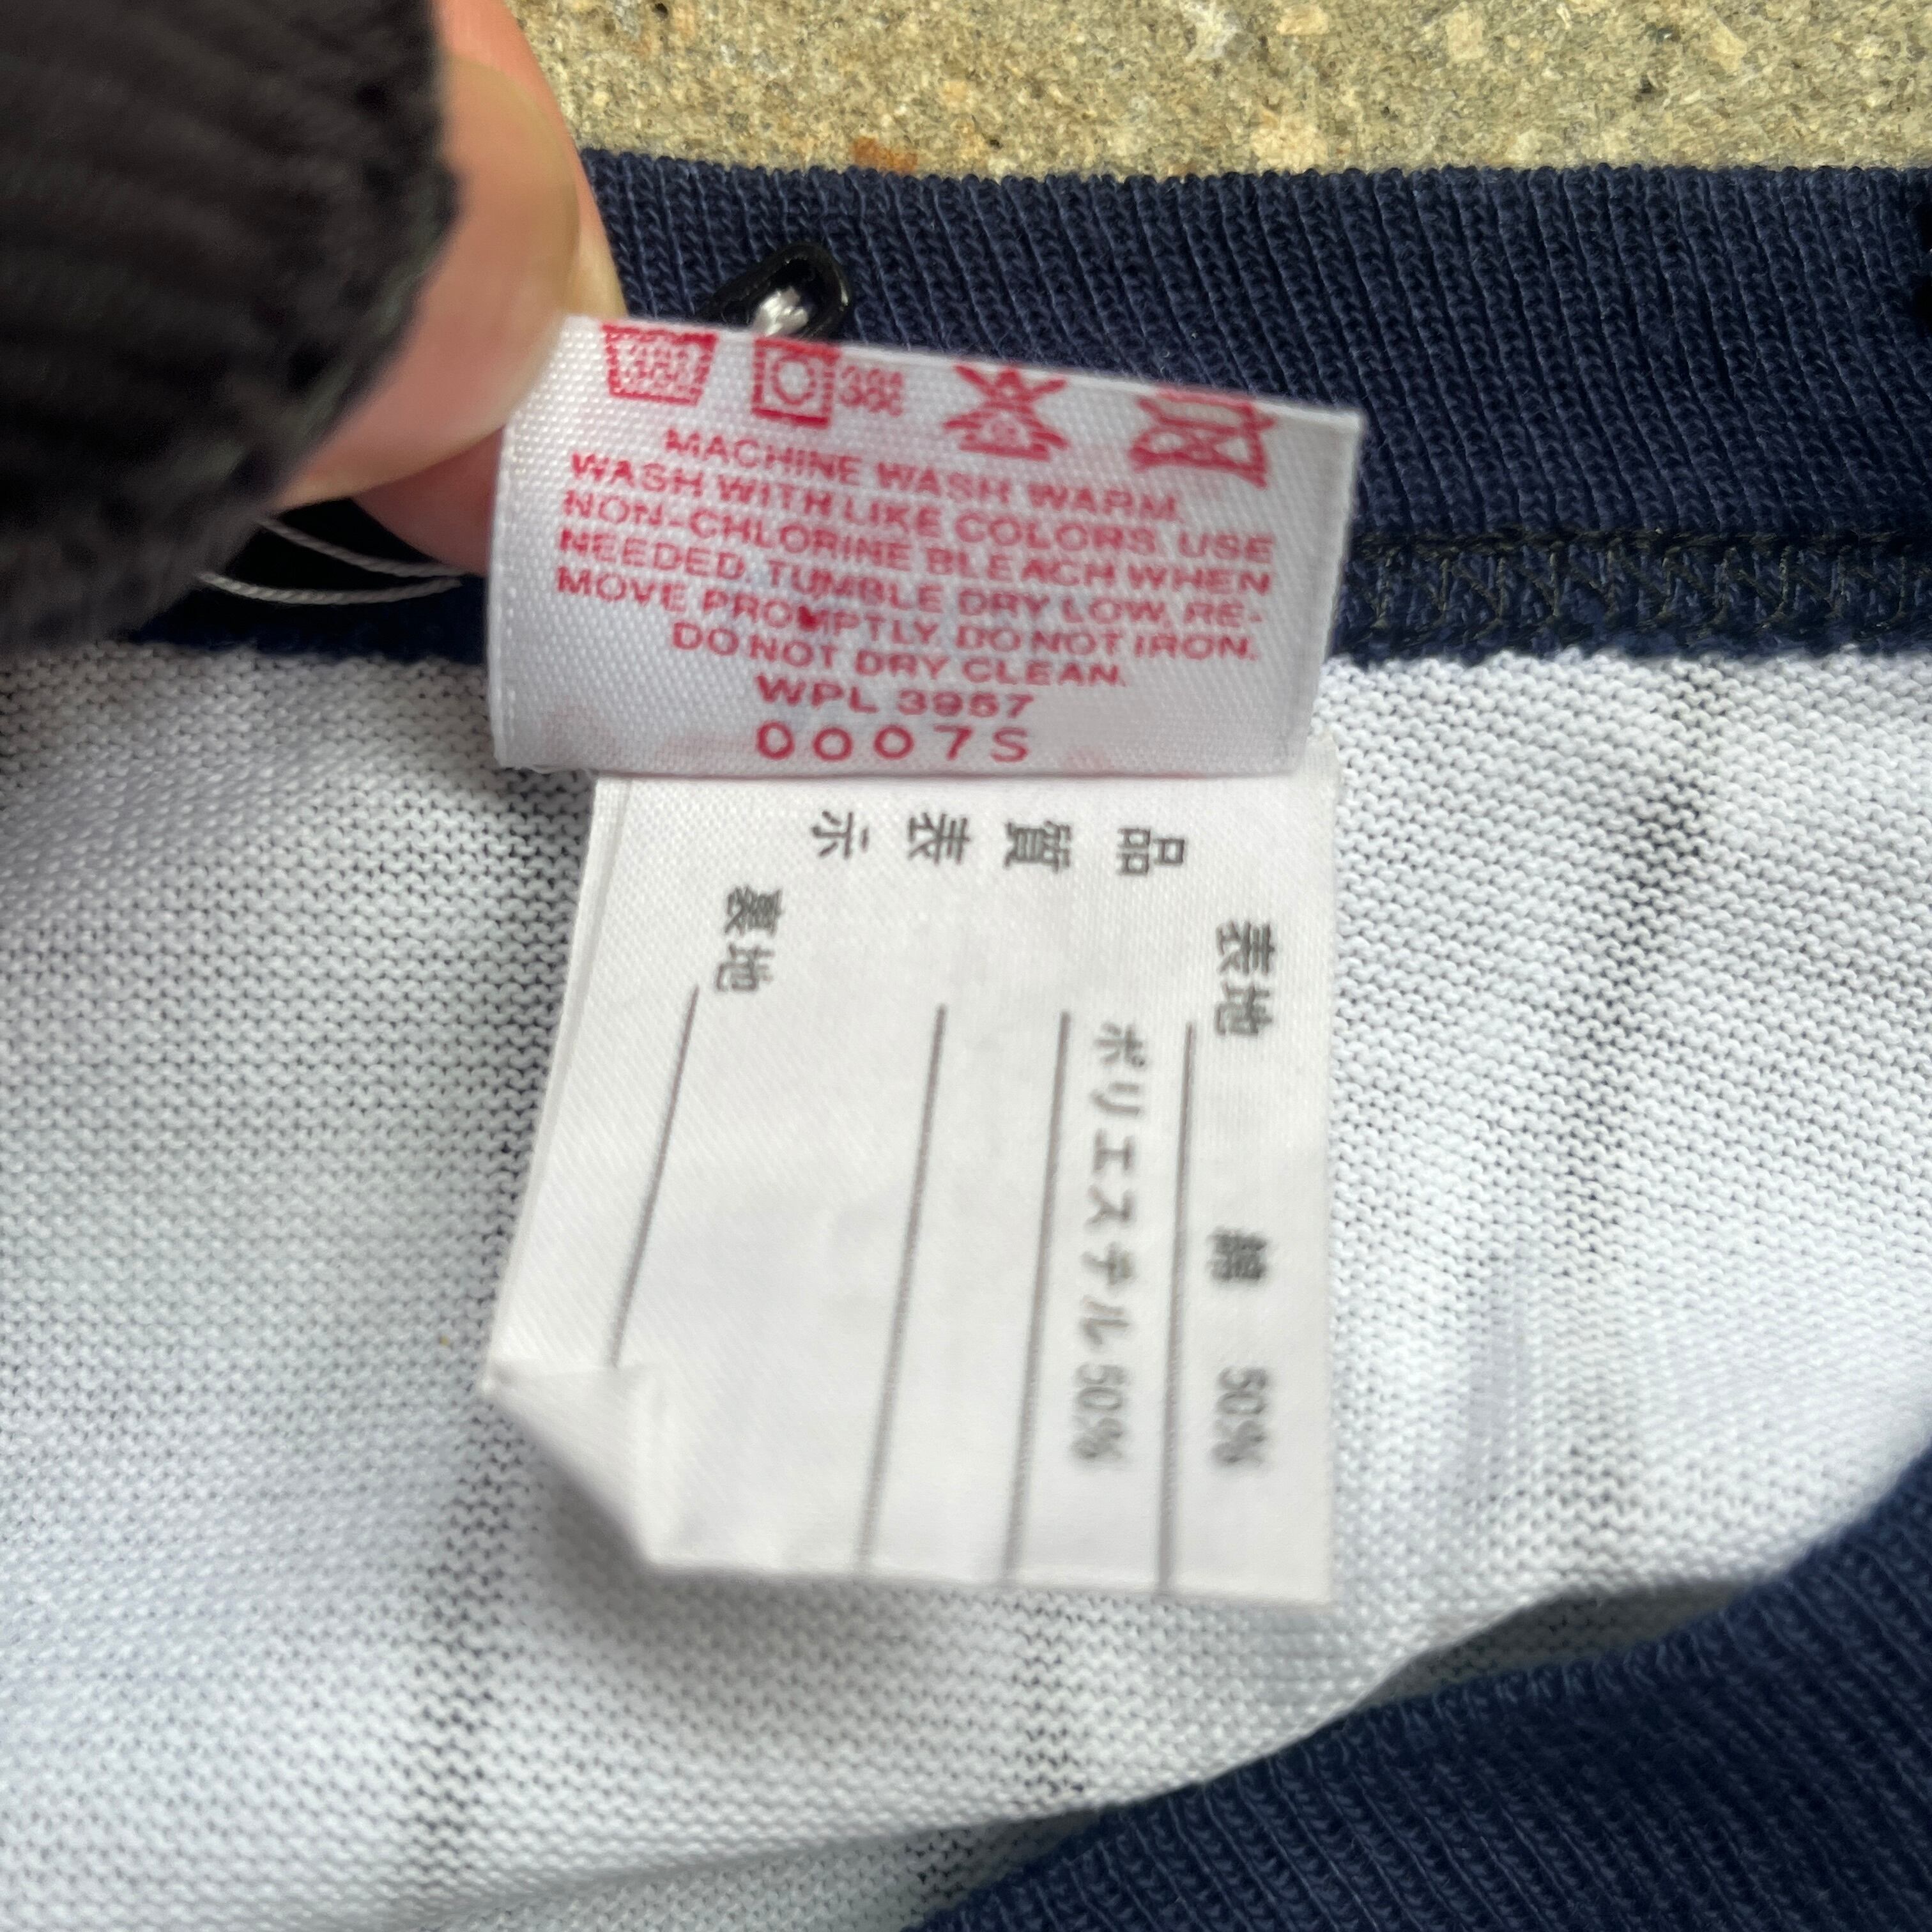 MACHINE WASH WARM,
WASH WITH LIKE COLORS. USE
NON-CHLORINE BLEACH WHEN
NEEDED. TUMBLE DRY LOW. RE-
MOVE PROMPTLY. DO NOT IRON.
DO NOT DRY CLEAN.
WPL 3957
0007S
品質表示
表地 綿 50%
ポリエステル50%
裏地